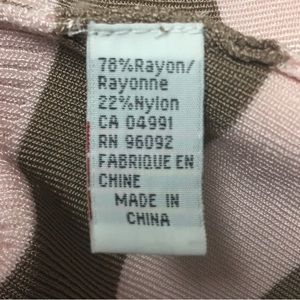 78%Rayon/
Rayonne
22%Nylon
CA 04991
RN 96092
FABRIQUE EN
CHINE
MADE IN
CHINA